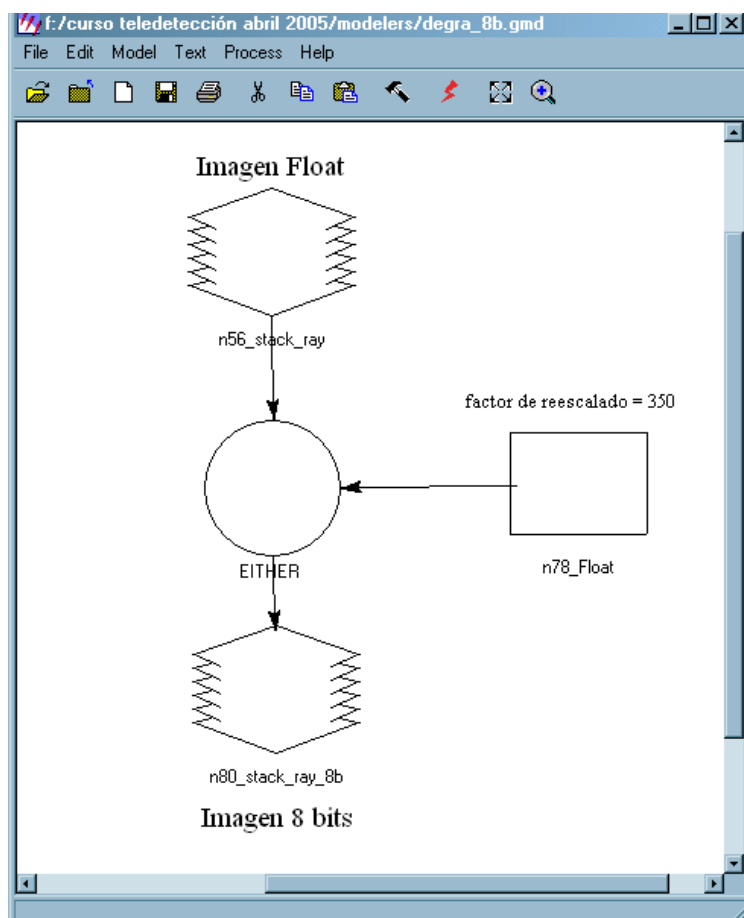 f:/curso teledetección abril 2005/modelers/degra_8b.gmd
File Edit Model Text Process Help
Imagen Float
n56_stack_ray
factor de reescalado = 350
EITHER
n78_Float
n80_stack_ray_8b
Imagen 8 bits